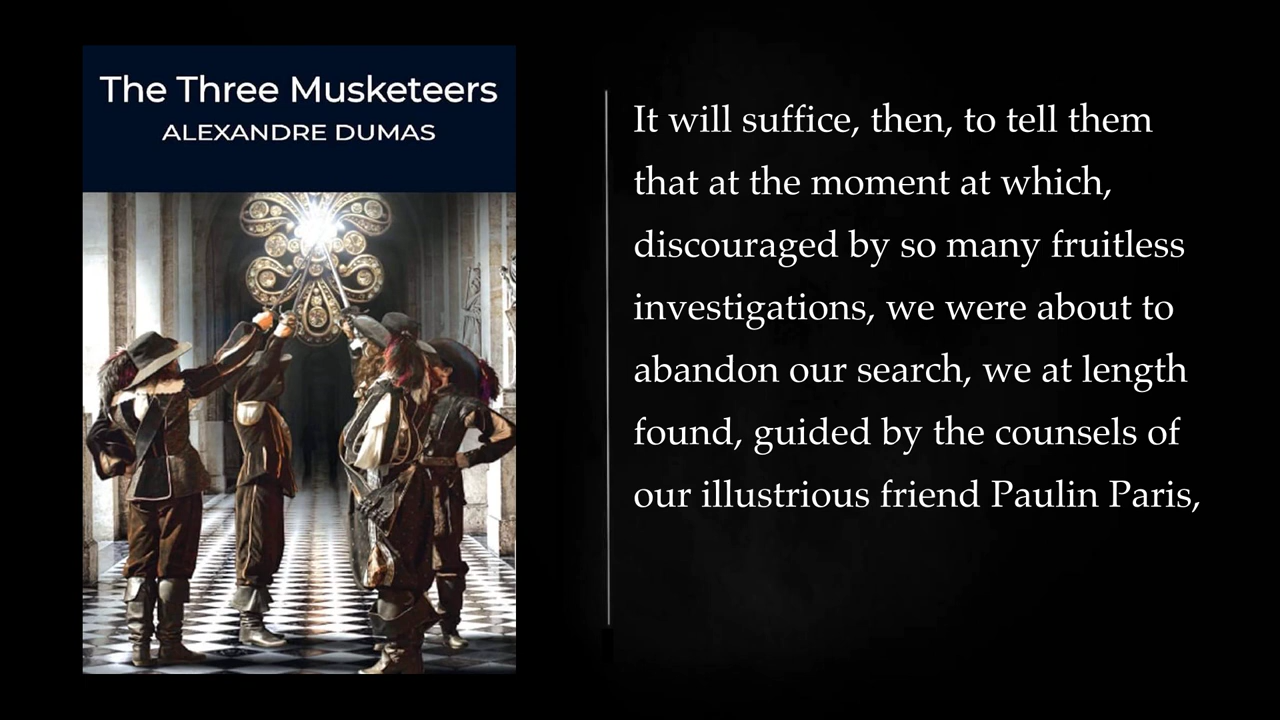 The Three Musketeers
ALEXANDRE DUMAS
It will suffice, then, to tell them
that at the moment at which,
discouraged by so many fruitless
investigations, we were about to
abandon our search, we at length
found, guided by the counsels of
our illustrious friend Paulin Paris,